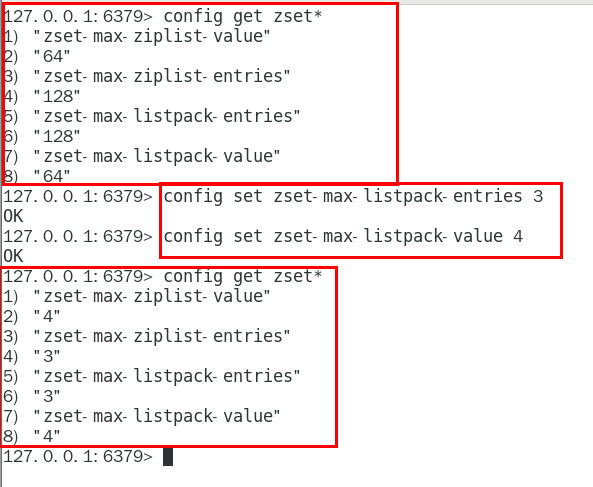 127.0.0.1:6379> config get zset*
1) "zset-max-ziplist-value"
2) "64"
3) "zset-max-ziplist-entries"
4) "128"
5) "zset-max-listpack-entries"
6) "128"
7) "zset-max-listpack-value"
8) "64"
127.0.0.1:6379> config set zset-max-listpack-entries 3
OK
127.0.0.1:6379> config set zset-max-listpack-value 4
OK
127.0.0.1:6379> config get zset*
1) "zset-max-ziplist-value"
2) "4"
3) "zset-max-ziplist-entries"
4) "3"
5) "zset-max-listpack-entries"
6) "3"
7) "zset-max-listpack-value"
8) "4"
127.0.0.1:6379>